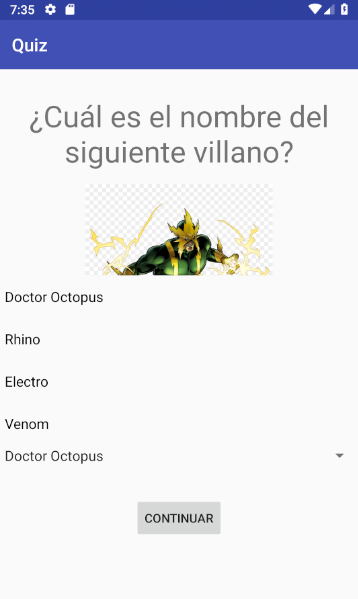 7:35
Quiz
¿Cuál es el nombre del
siguiente villano?
Doctor Octopus
Rhino
Electro
Venom
Doctor Octopus
CONTINUAR